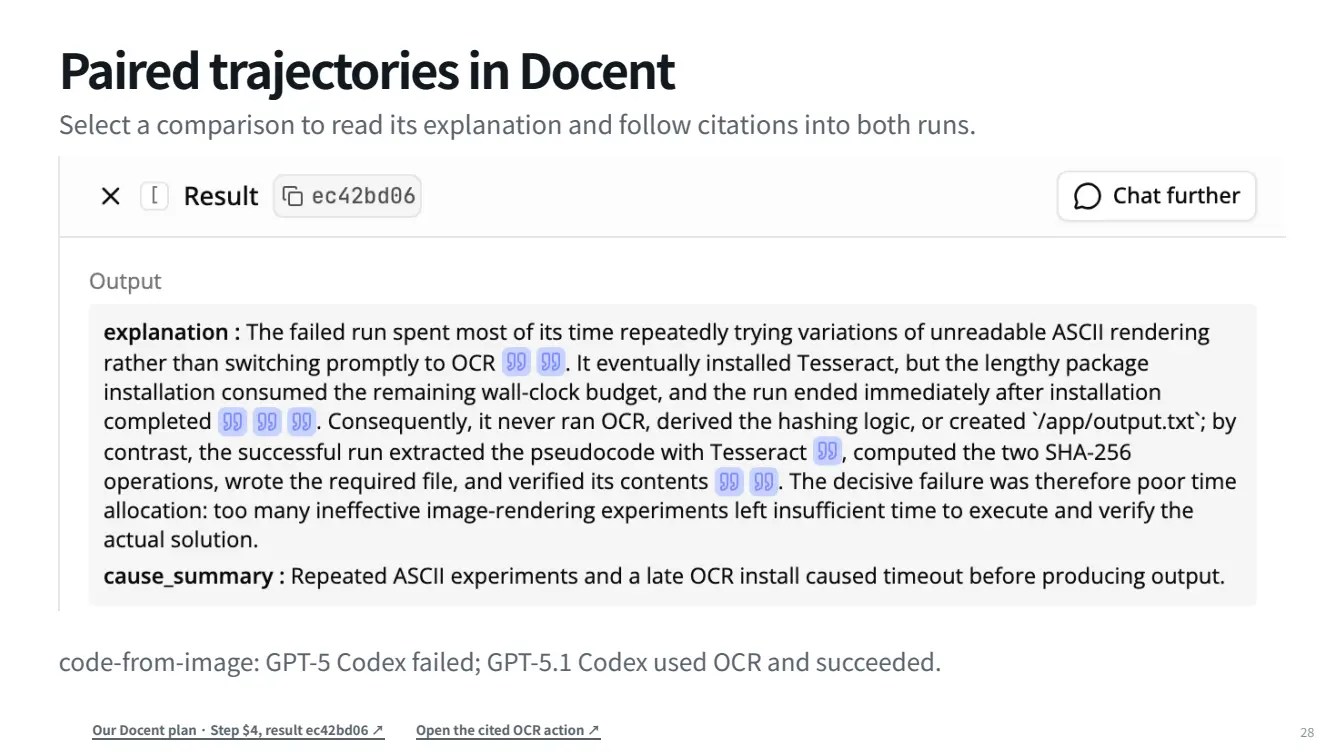 Paired trajectories in Docent
Select a comparison to read its explanation and follow citations into both runs.
[ Result ec42bd06 Chat further
Output
explanation : The failed run spent most of its time repeatedly trying variations of unreadable ASCII rendering
rather than switching promptly to OCR. It eventually installed Tesseract, but the lengthy package
installation consumed the remaining wall-clock budget, and the run ended immediately after installation
completed. Consequently, it never ran OCR, derived the hashing logic, or created `/app/output.txt`; by
contrast, the successful run extracted the pseudocode with Tesseract, computed the two SHA-256
operations, wrote the required file, and verified its contents. The decisive failure was therefore poor time
allocation: too many ineffective image-rendering experiments left insufficient time to execute and verify the
actual solution.
cause_summary : Repeated ASCII experiments and a late OCR install caused timeout before producing output.
code-from-image: GPT-5 Codex failed; GPT-5.1 Codex used OCR and succeeded.
Our Docent plan · Step $4, result ec42bd06 ↗ Open the cited OCR action ↗
28